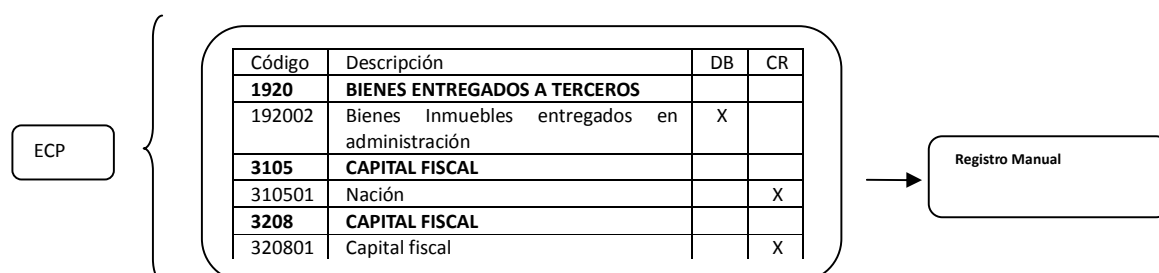 ECP
Código Descripción DB CR
1920 BIENES ENTREGADOS A TERCEROS
192002 Bienes Inmuebles entregados en X
administración
3105 CAPITAL FISCAL
310501 Nación X
3208 CAPITAL FISCAL
320801 Capital fiscal X
Registro Manual